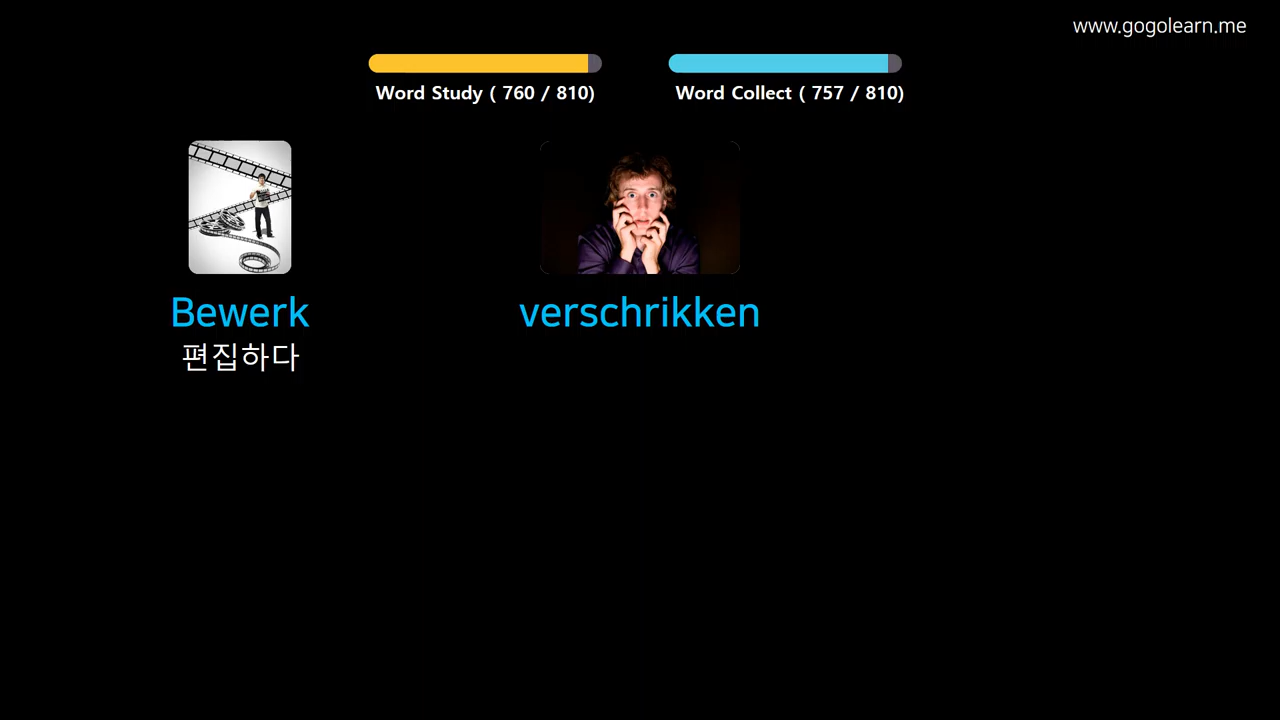 www.gogolearn.me
Word Study ( 760 / 810)
Word Collect ( 757 / 810)
Bewerk
편집하다
verschrikken